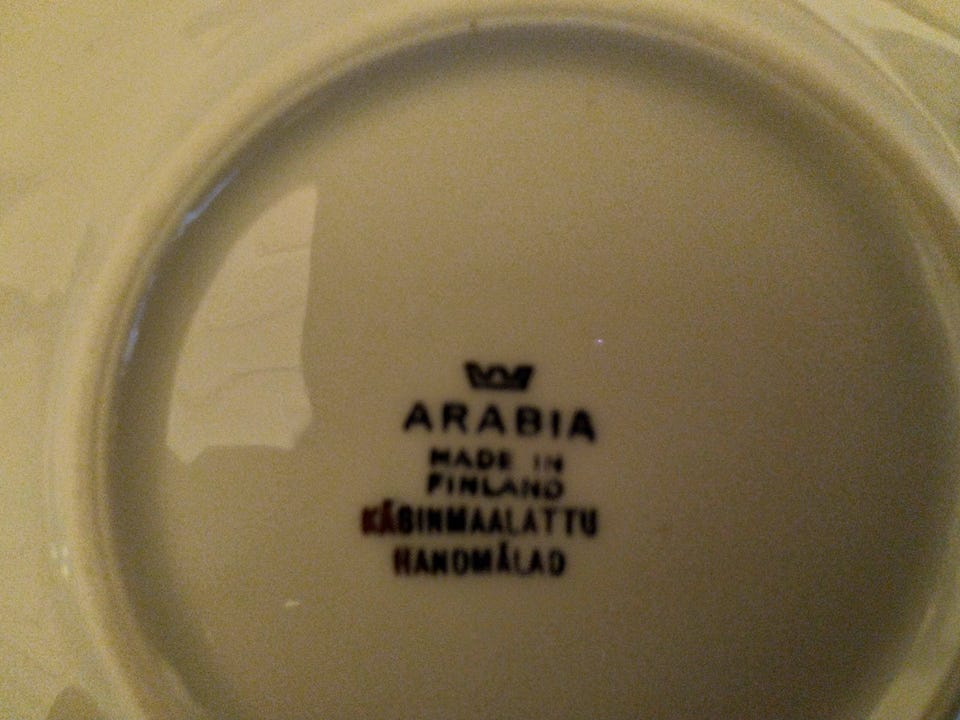 ARABIA
MADE IN
FINLAND
KÄSINMAALATTU
HANDMÅLAD